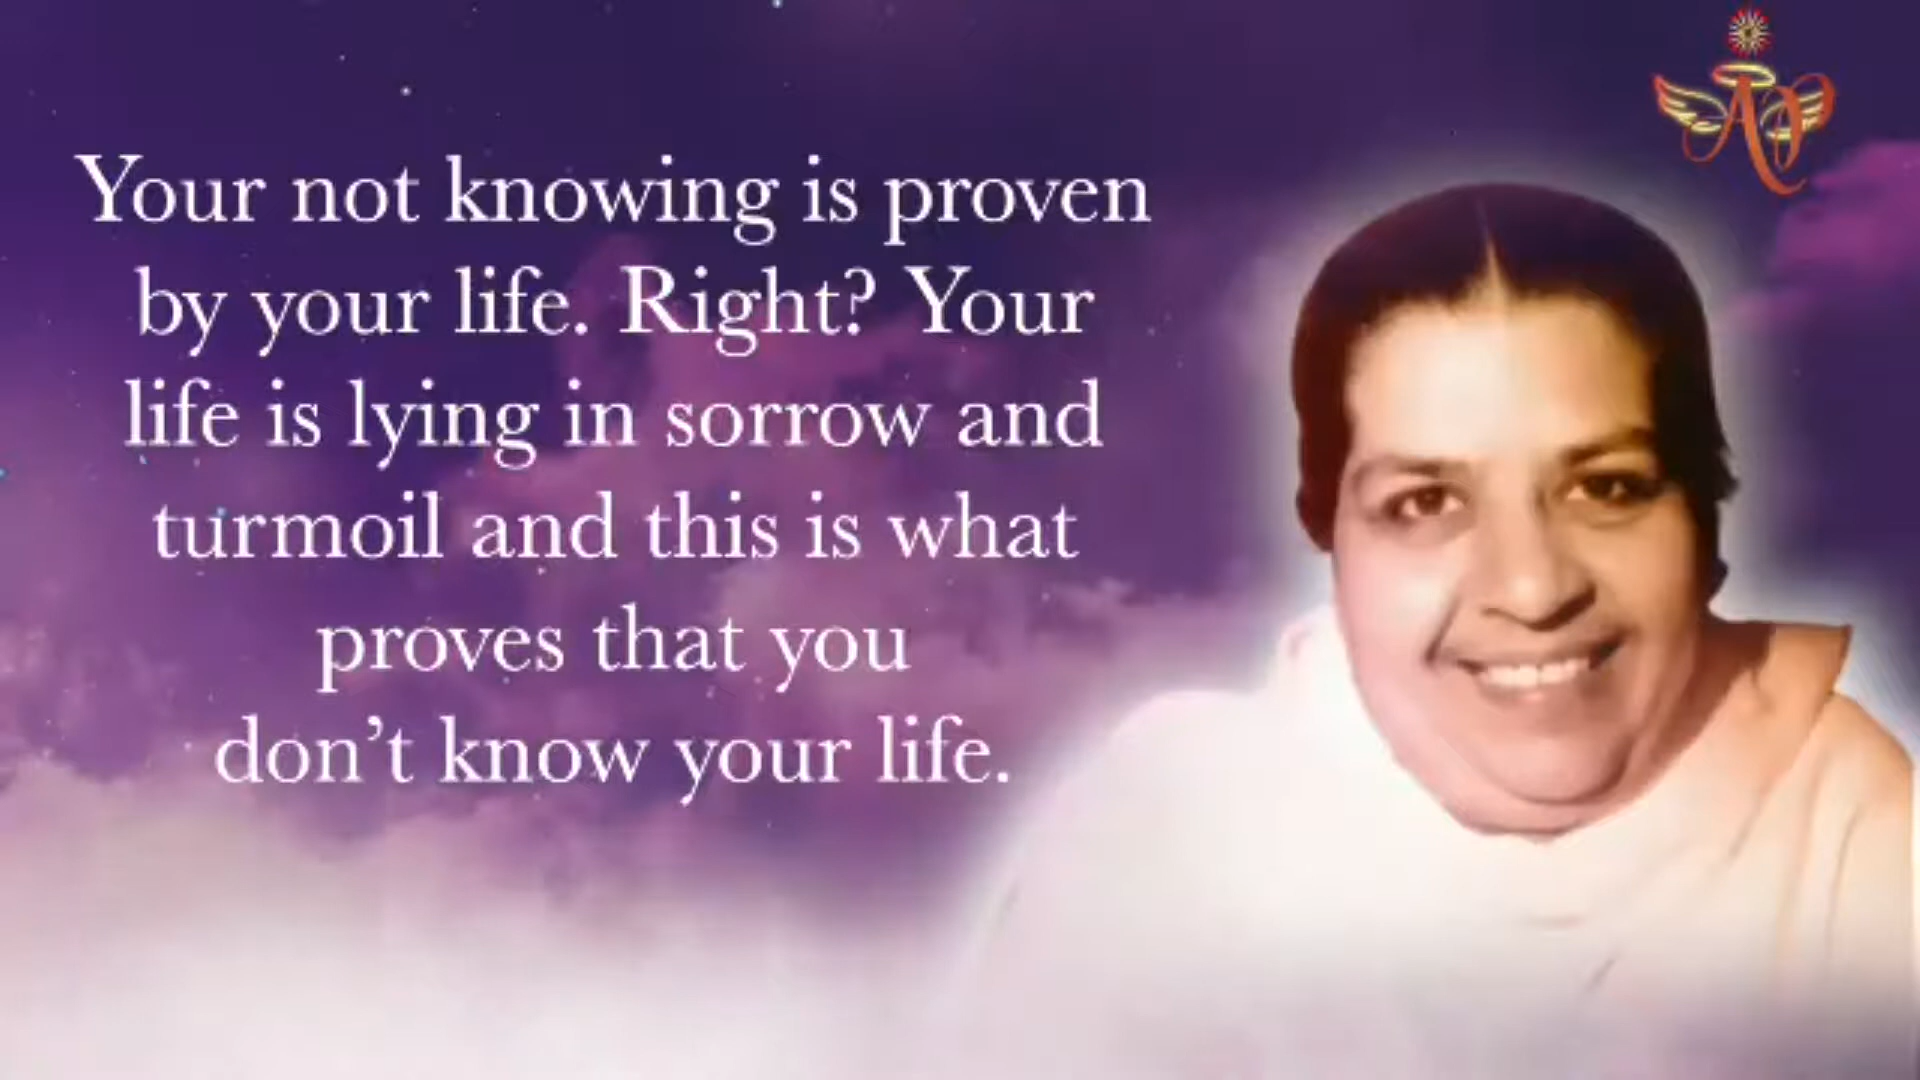 Your not knowing is proven
by your life. Right? Your
life is lying in sorrow and
turmoil and this is what
proves that you
don’t know your life.